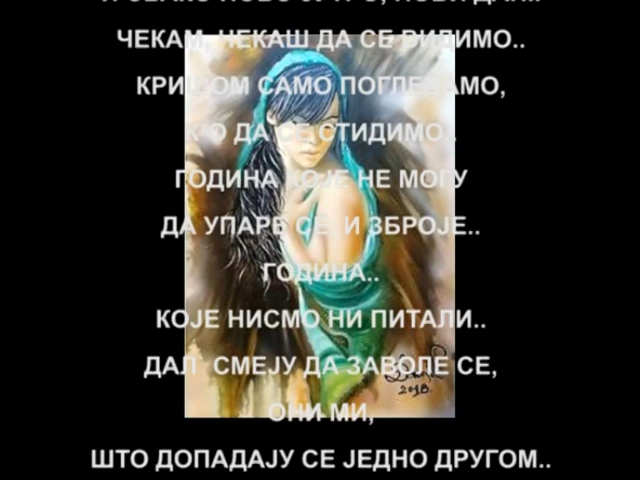 ЧЕКАМ, ЧЕКАШ ДА СЕ ВИДИМО..
КРИШОМ САМО ПОГЛЕДАМО,
К'О ДА СЕ СТИДИМО..
ГОДИНА КОЈЕ НЕ МОГУ
ДА УПАРЕ СЕ, И ЗБРОЈЕ..
ГОДИНА..
КОЈЕ НИСМО НИ ПИТАЛИ..
ДАЛ' СМЕЈУ ДА ЗАВОЛЕ СЕ,
ОНИ МИ,
ШТО ДОПАДАЈУ СЕ ЈЕДНО ДРУГОМ..
2018.